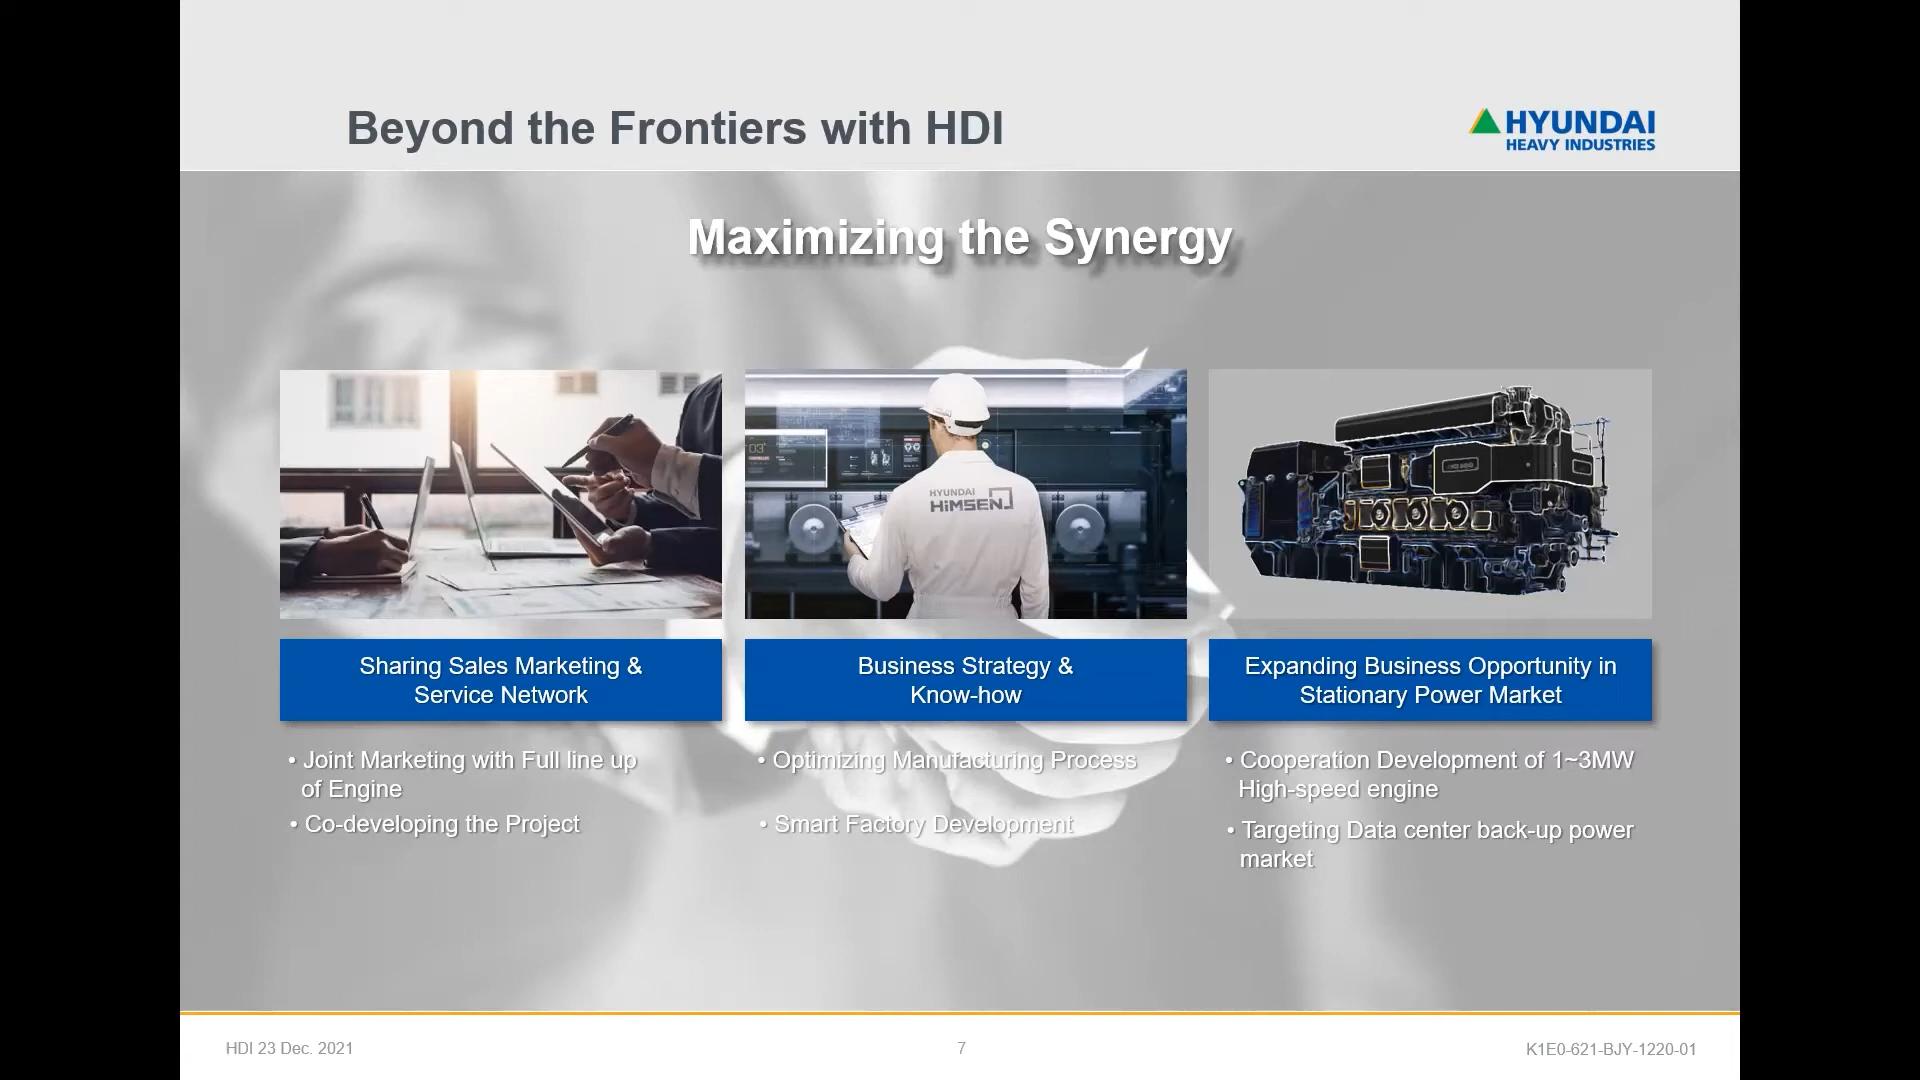 Beyond the Frontiers with HDI
HYUNDAI
HEAVY INDUSTRIES
Maximizing the Synergy
HYUNDAI
HiMSEN
Sharing Sales Marketing &
Service Network
Business Strategy &
Know-how
Expanding Business Opportunity in
Stationary Power Market
• Joint Marketing with Full line up
of Engine
• Co-developing the Project
• Optimizing Manufacturing Process
• Smart Factory Development
• Cooperation Development of 1~3MW
High-speed engine
• Targeting Data center back-up power
market
HDI 23 Dec. 2021
7
K1E0-621-BJY-1220-01